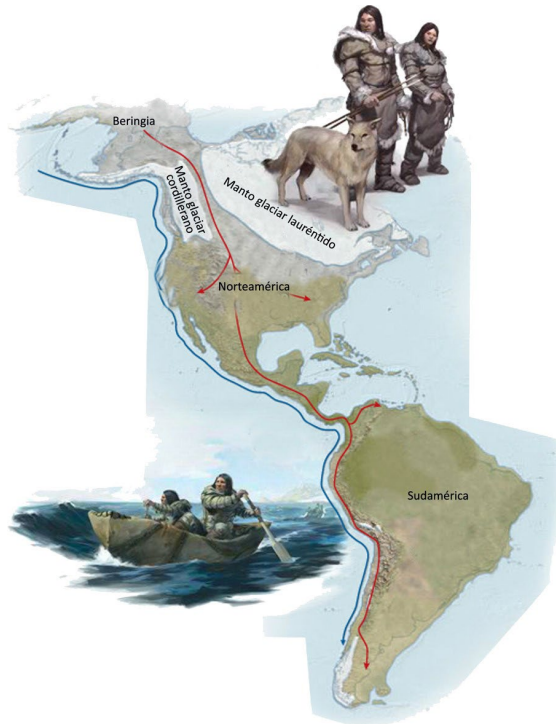 Beringia
Manto glaciar
cordillerano
Manto glaciar lauréntido
Norteamérica
Sudamérica